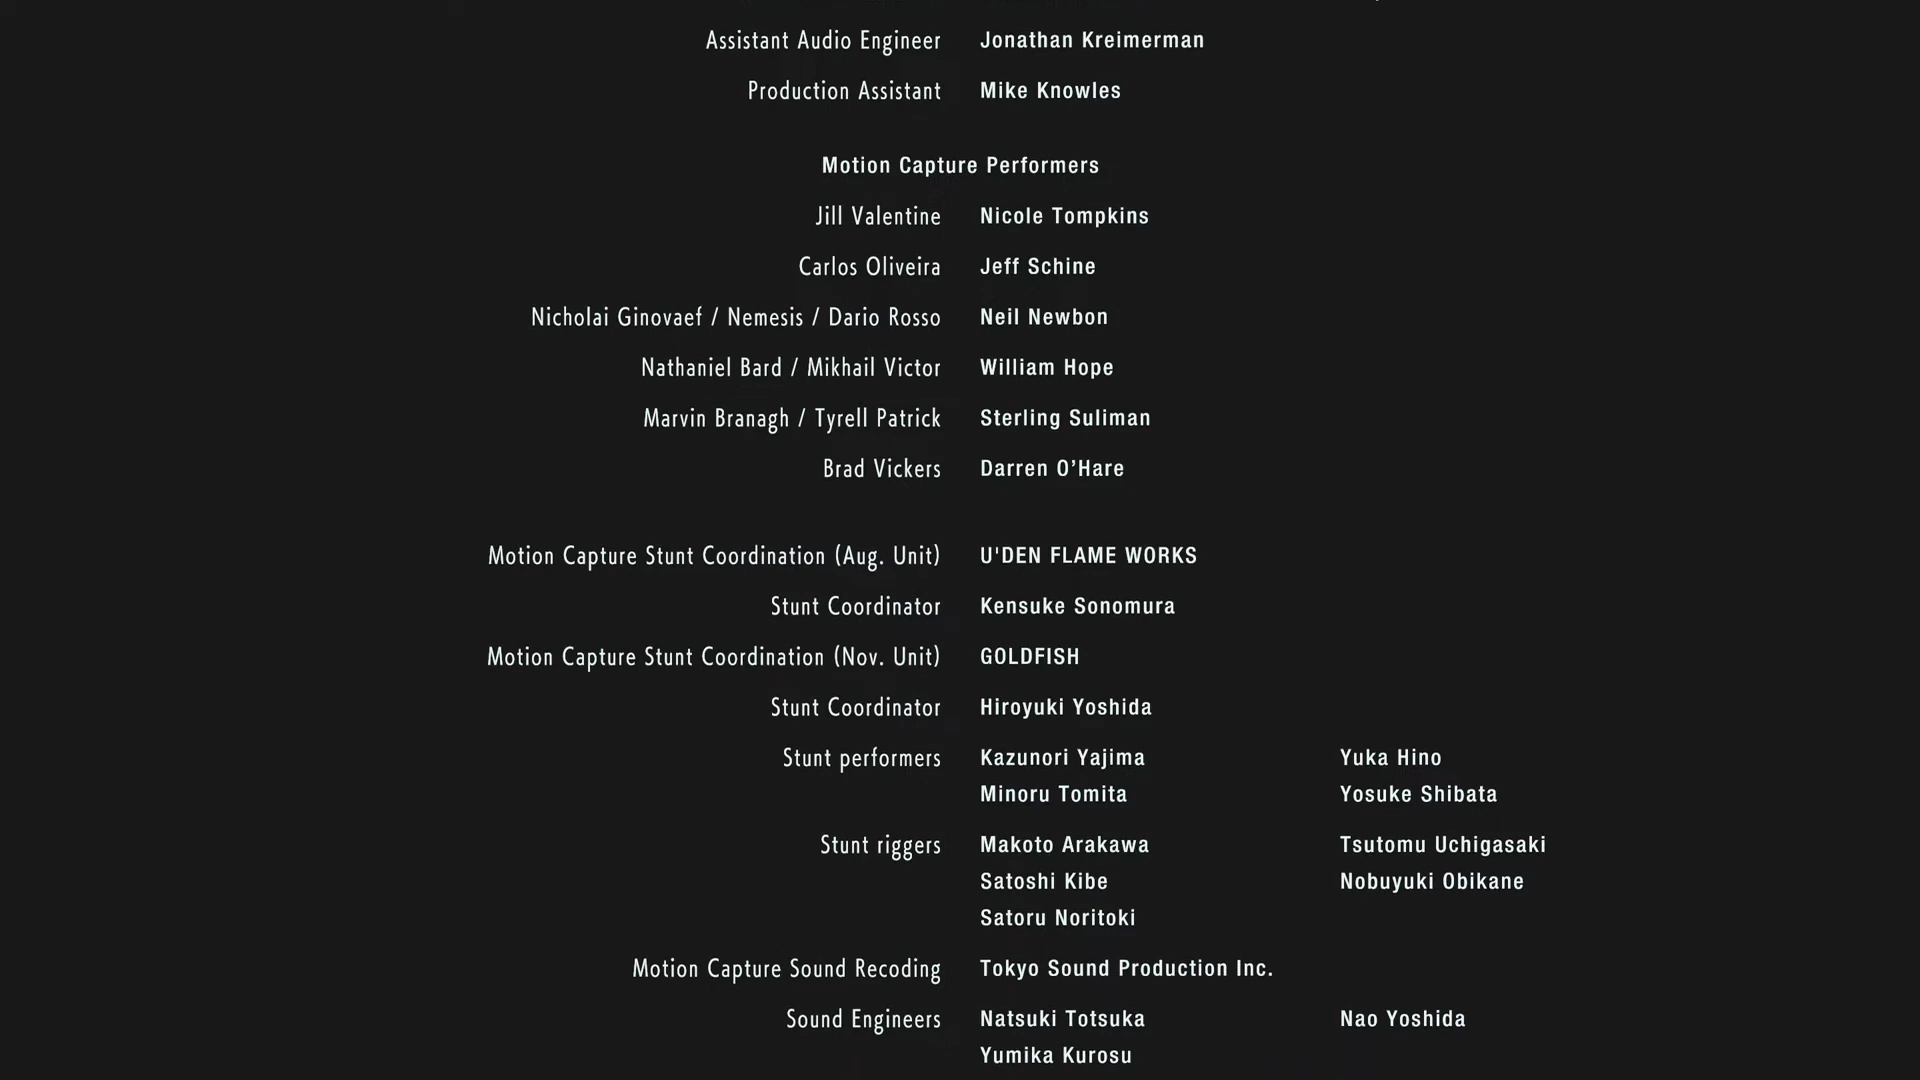 Assistant Audio Engineer Jonathan Kreimerman
Production Assistant Mike Knowles
Motion Capture Performers
Jill Valentine Nicole Tompkins
Carlos Oliveira Jeff Schine
Nicholai Ginovaef / Nemesis / Dario Rosso Neil Newbon
Nathaniel Bard / Mikhail Victor William Hope
Marvin Branagh / Tyrell Patrick Sterling Suliman
Brad Vickers Darren O’Hare
Motion Capture Stunt Coordination (Aug. Unit) U'DEN FLAME WORKS
Stunt Coordinator Kensuke Sonomura
Motion Capture Stunt Coordination (Nov. Unit) GOLDFISH
Stunt Coordinator Hiroyuki Yoshida
Stunt performers Kazunori Yajima Yuka Hino
Minoru Tomita Yosuke Shibata
Stunt riggers Makoto Arakawa Tsutomu Uchigasaki
Satoshi Kibe Nobuyuki Obikane
Satoru Noritoki
Motion Capture Sound Recoding Tokyo Sound Production Inc.
Sound Engineers Natsuki Totsuka Nao Yoshida
Yumika Kurosu